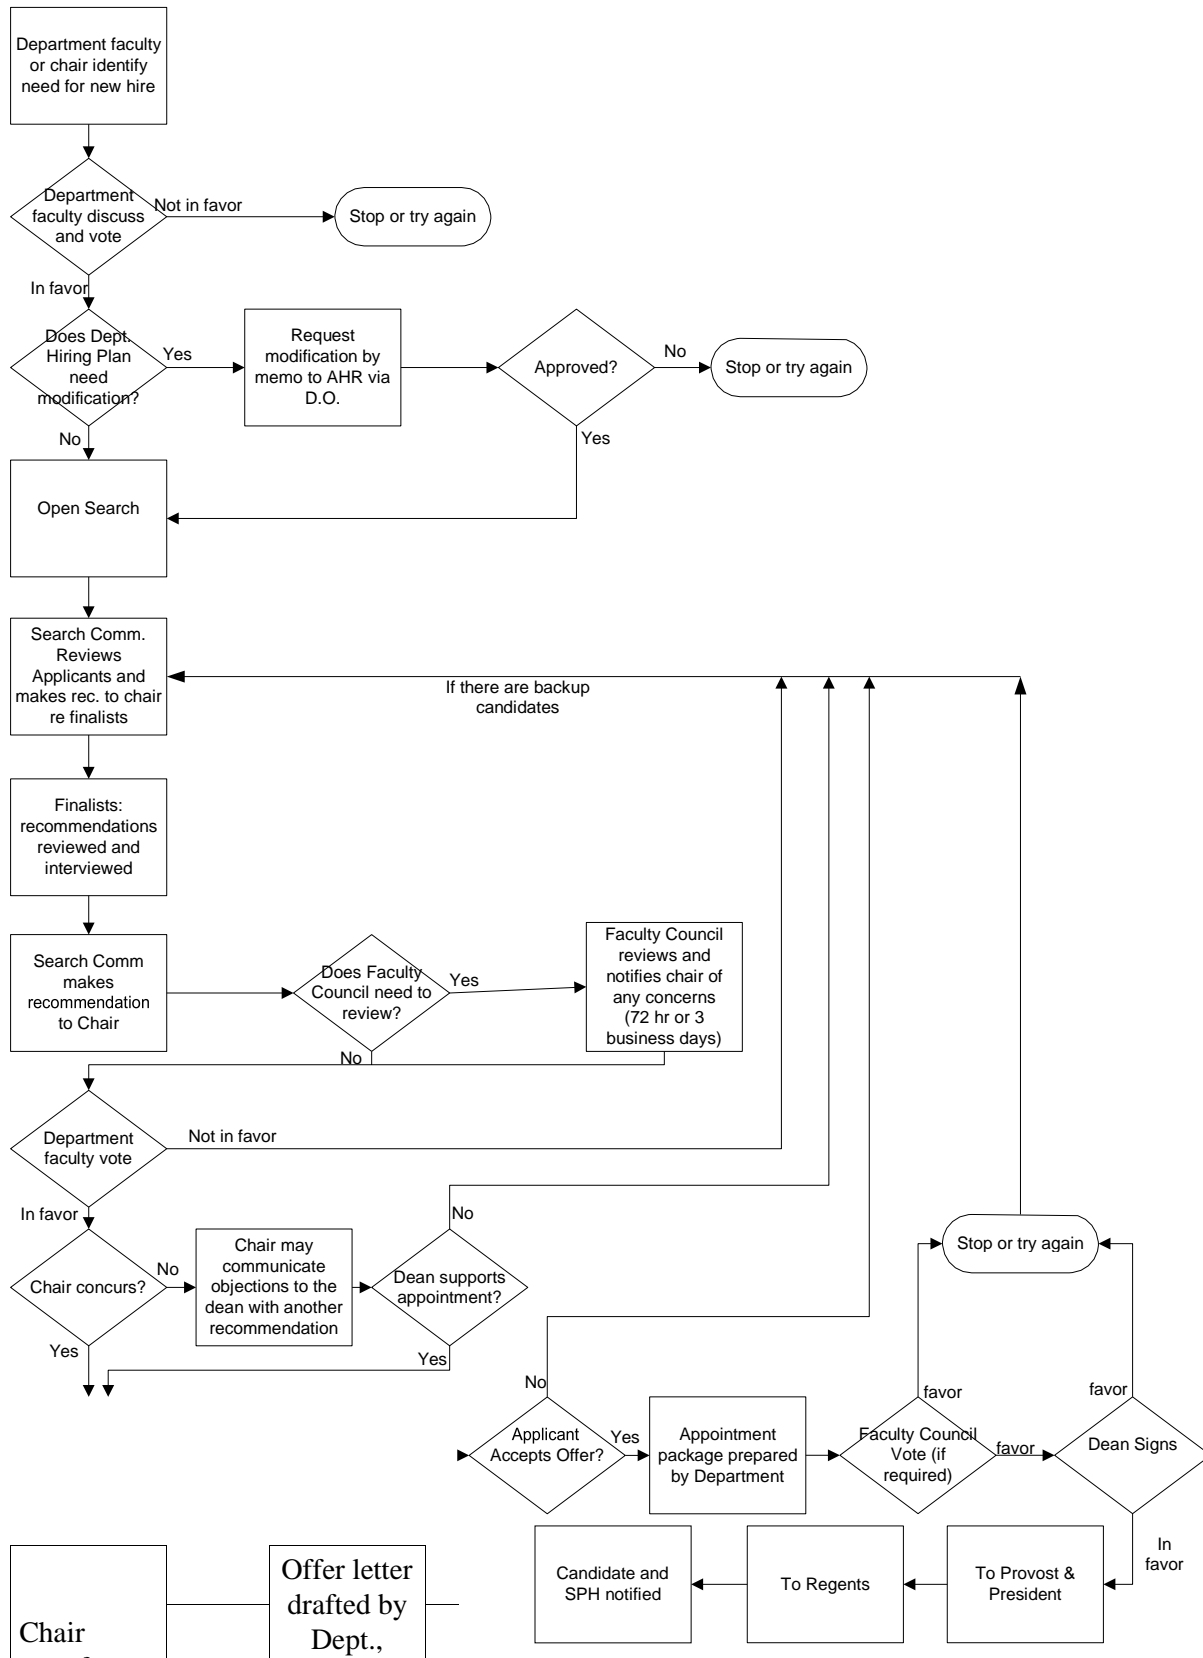 Department faculty
or chair identify
need for new hire
Department
faculty discuss
and vote
Not in favor
Stop or try again
In favor
Does Dept.
Hiring Plan
need
modification?
Yes
Request
modification by
memo to AHR via
D.O.
Approved?
No
Stop or try again
No
Yes
Open Search
Search Comm.
Reviews
Applicants and
makes rec. to chair
re finalists
If there are backup
candidates
Finalists:
recommendations
reviewed and
interviewed
Search Comm
makes
recommendation
to Chair
Does Faculty
Council need to
review?
Yes
Faculty Council
reviews and
notifies chair of
any concerns
(72 hr or 3
business days)
No
Department
faculty vote
Not in favor
In favor
Chair concurs?
No
Chair may
communicate
objections to the
dean with another
recommendation
Dean supports
appointment?
No
Yes
Yes
Stop or try again
No
Applicant
Accepts Offer?
Yes
Appointment
package prepared
by Department
favor
Faculty Council
Vote (if
required)
favor
favor
Dean Signs
In
favor
To Provost &
President
To Regents
Candidate and
SPH notified
Chair
Offer letter
drafted by
Dept.,